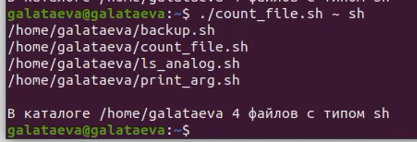 galataeva@galataeva:~$ ./count_file.sh ~ sh
/home/galataeva/backup.sh
/home/galataeva/count_file.sh
/home/galataeva/ls_analog.sh
/home/galataeva/print_arg.sh
В каталоге /home/galataeva 4 файлов с типом sh
galataeva@galataeva:~$